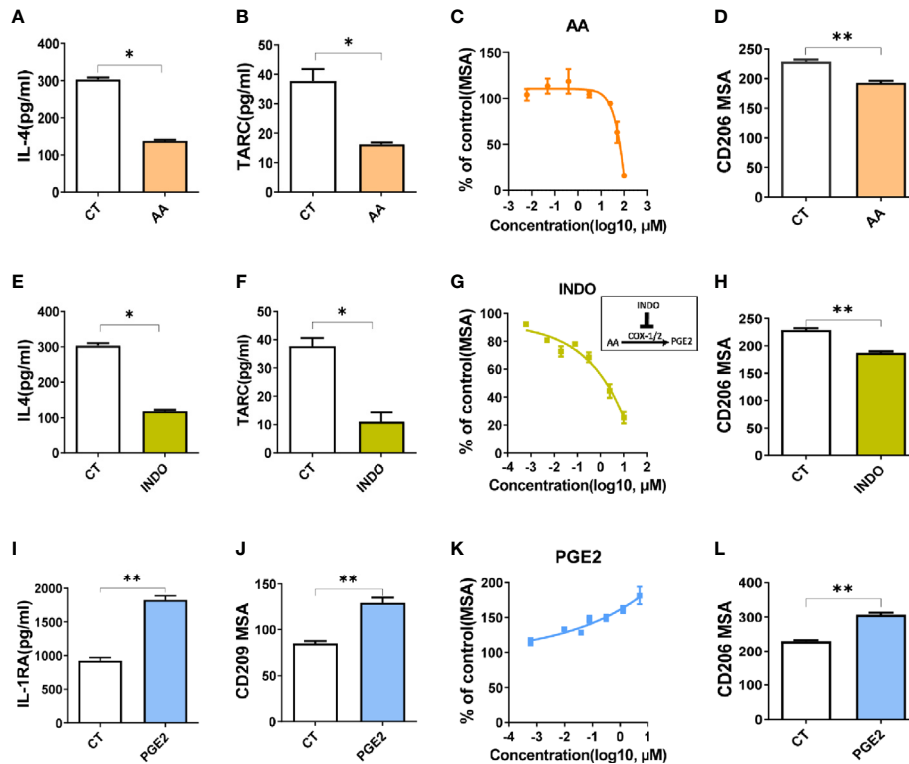 A
IL-4(pg/ml)
400
300
200
100
0
*
CT
AA
B
TARC(pg/ml)
60
40
20
0
*
CT
AA
C
AA
% of control(MSA)
150
100
50
0
-3 -2 -1 0 1 2 3
Concentration(log10, μM)
D
CD206 MSA
250
200
150
100
50
0
**
CT
AA
E
IL4(pg/ml)
400
300
200
100
0
*
CT
INDO
F
TARC(pg/ml)
60
40
20
0
*
CT
INDO
G
INDO
% of control(MSA)
100
80
60
40
20
0
-4 -3 -2 -1 0 1 2
Concentration(log10, μM)
INDO
COX-1/2
AA PGE2
H
CD206 MSA
250
200
150
100
50
0
**
CT
INDO
I
IL-1RA(pg/ml)
2000
1500
1000
500
0
**
CT
PGE2
J
CD209 MSA
150
100
50
0
**
CT
PGE2
K
PGE2
% of control(MSA)
200
150
100
50
0
-4 -3 -2 -1 0 1
Concentration(log10, μM)
L
CD206 MSA
400
300
200
100
0
**
CT
PGE2